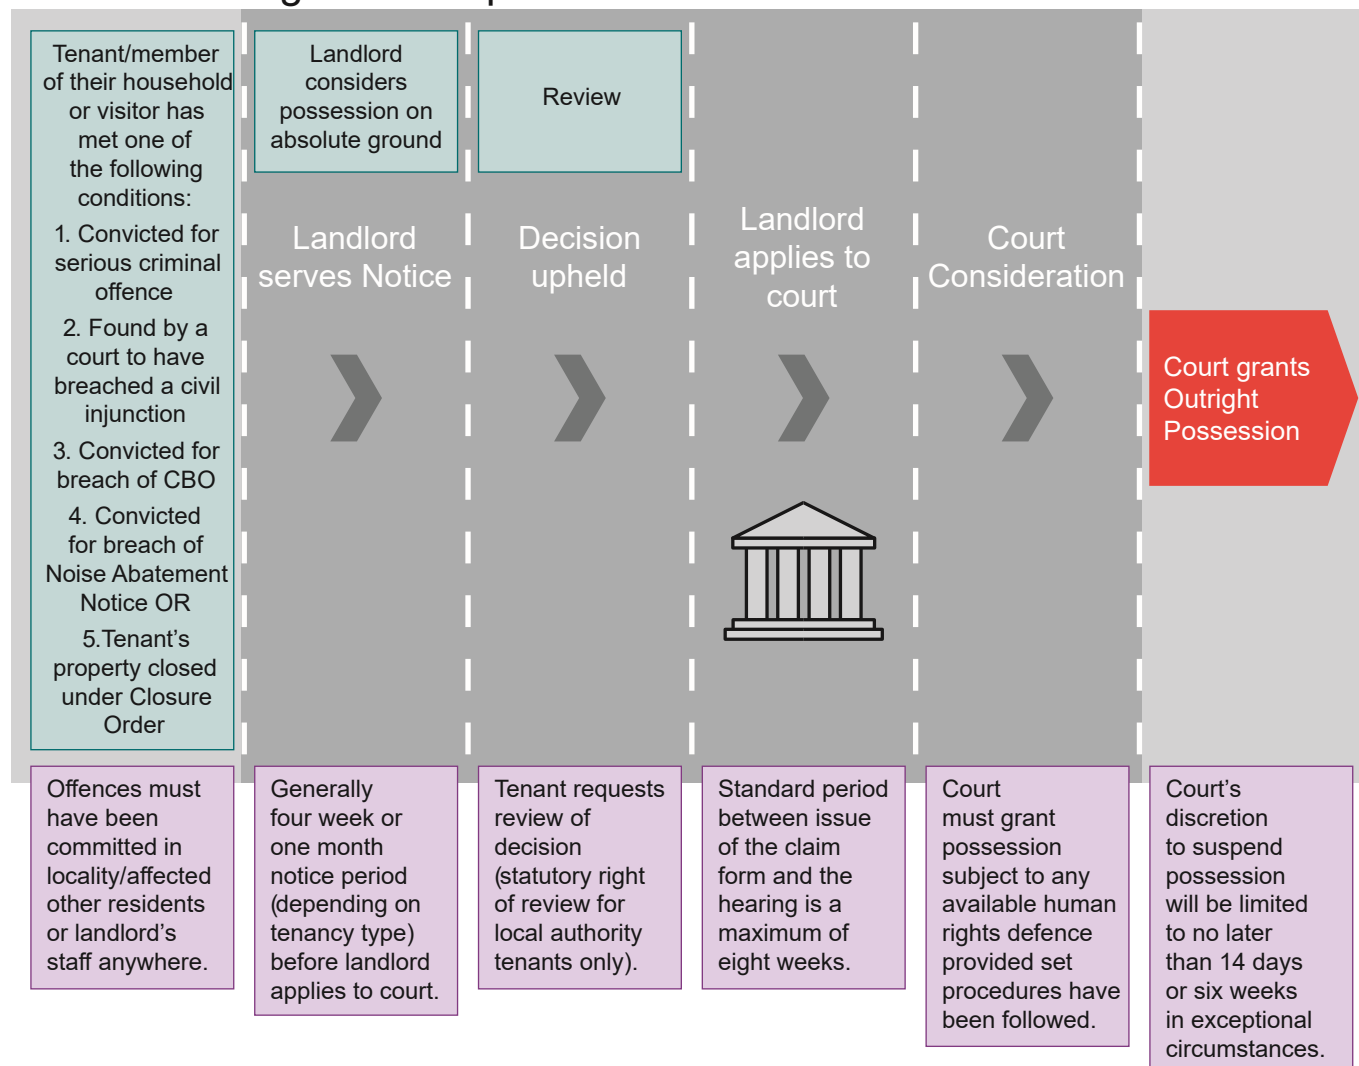 Tenant/member
of their household
or visitor has
met one of
the following
conditions:
1. Convicted for
serious criminal
offence
2. Found by a
court to have
breached a civil
injunction
3. Convicted for
breach of CBO
4. Convicted
for breach of
Noise Abatement
Notice OR
5.Tenant’s
property closed
under Closure
Order
Landlord
considers
possession on
absolute ground
Review
Landlord
serves Notice
Decision
upheld
Landlord
applies to
court
Court
Consideration
Court grants
Outright
Possession
Offences must
have been
committed in
locality/affected
other residents
or landlord’s
staff anywhere.
Generally
four week or
one month
notice period
(depending on
tenancy type)
before landlord
applies to court.
Tenant requests
review of
decision
(statutory right
of review for
local authority
tenants only).
Standard period
between issue
of the claim
form and the
hearing is a
maximum of
eight weeks.
Court
must grant
possession
subject to any
available human
rights defence
provided set
procedures have
been followed.
Court’s
discretion
to suspend
possession
will be limited
to no later
than 14 days
or six weeks
in exceptional
circumstances.